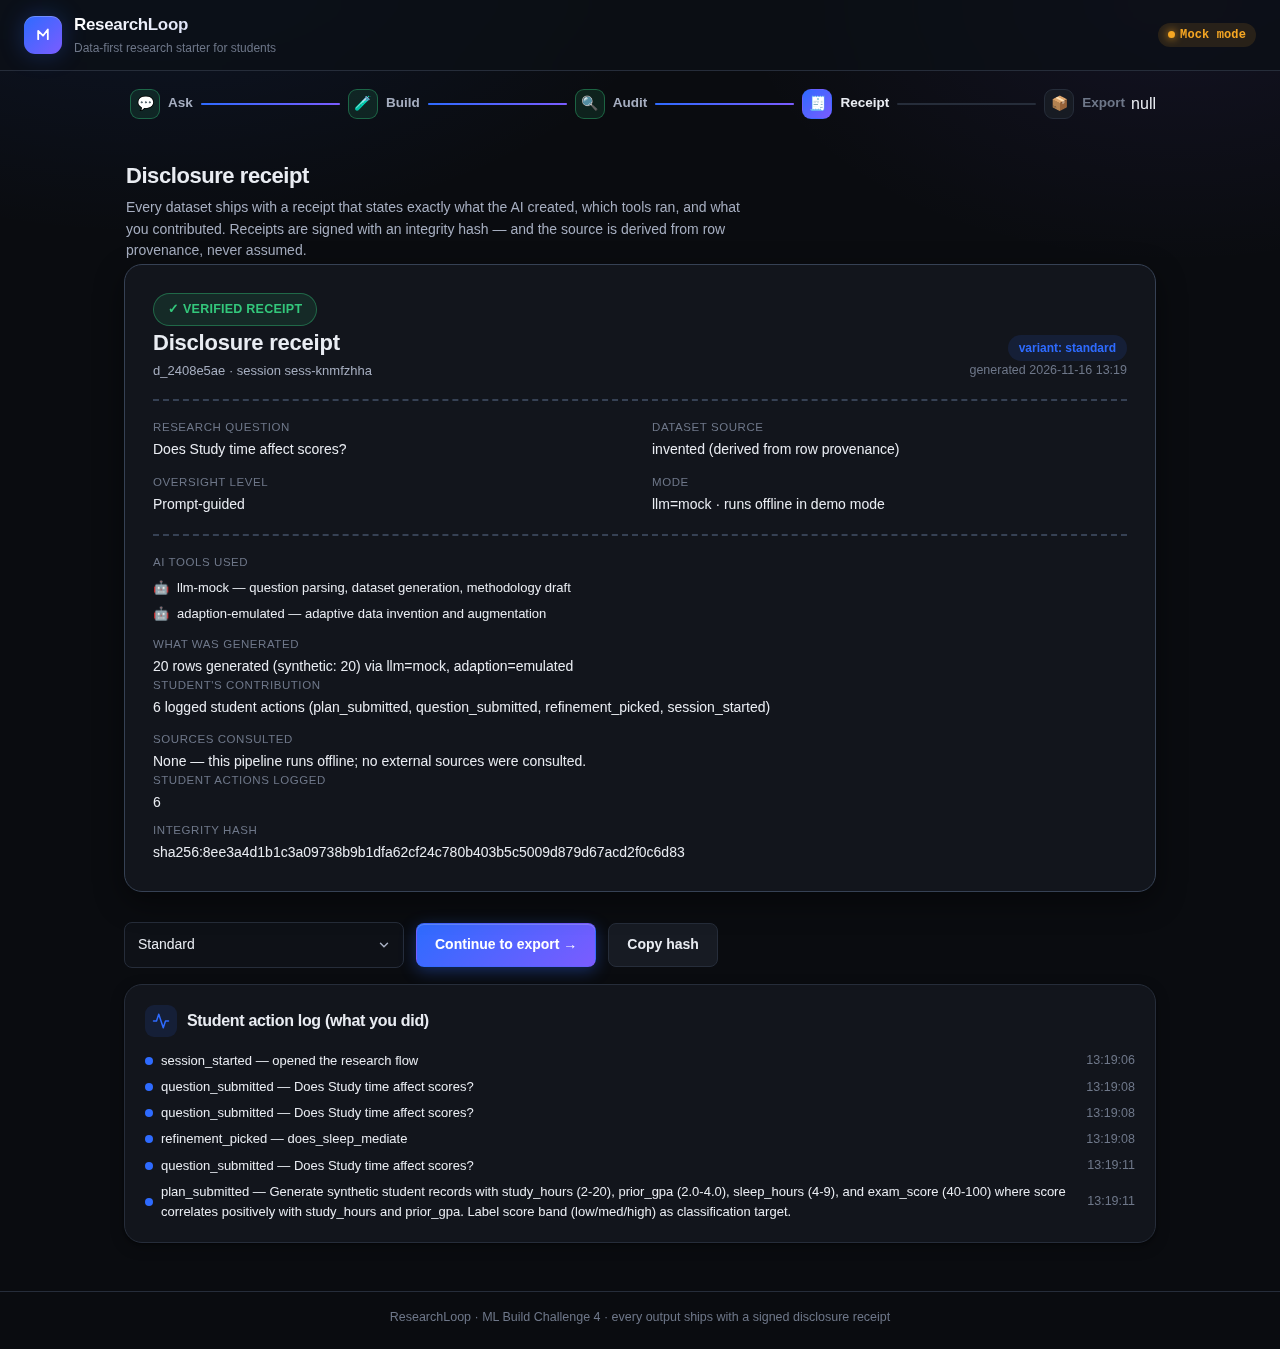 ResearchLoop
Data-first research starter for students
Mock mode
Ask
Build
Audit
Receipt
Export null
Disclosure receipt
Every dataset ships with a receipt that states exactly what the AI created, which tools ran, and what
you contributed. Receipts are signed with an integrity hash — and the source is derived from row
provenance, never assumed.
✓ VERIFIED RECEIPT
Disclosure receipt
variant: standard
d_2408e5ae · session sess-knmfzhha
generated 2026-11-16 13:19
RESEARCH QUESTION
Does Study time affect scores?
DATASET SOURCE
invented (derived from row provenance)
OVERSIGHT LEVEL
Prompt-guided
MODE
llm=mock · runs offline in demo mode
AI TOOLS USED
llm-mock — question parsing, dataset generation, methodology draft
adaption-emulated — adaptive data invention and augmentation
WHAT WAS GENERATED
20 rows generated (synthetic: 20) via llm=mock, adaption=emulated
STUDENT'S CONTRIBUTION
6 logged student actions (plan_submitted, question_submitted, refinement_picked, session_started)
SOURCES CONSULTED
None — this pipeline runs offline; no external sources were consulted.
STUDENT ACTIONS LOGGED
6
INTEGRITY HASH
sha256:8ee3a4d1b1c3a09738b9b1dfa62cf24c780b403b5c5009d879d67acd2f0c6d83
Standard
Continue to export →
Copy hash
Student action log (what you did)
session_started — opened the research flow 13:19:06
question_submitted — Does Study time affect scores? 13:19:08
question_submitted — Does Study time affect scores? 13:19:08
refinement_picked — does_sleep_mediate 13:19:08
question_submitted — Does Study time affect scores? 13:19:11
plan_submitted — Generate synthetic student records with study_hours (2-20), prior_gpa (2.0-4.0), sleep_hours (4-9), and exam_score (40-100) where score 13:19:11
correlates positively with study_hours and prior_gpa. Label score band (low/med/high) as classification target.
ResearchLoop · ML Build Challenge 4 · every output ships with a signed disclosure receipt